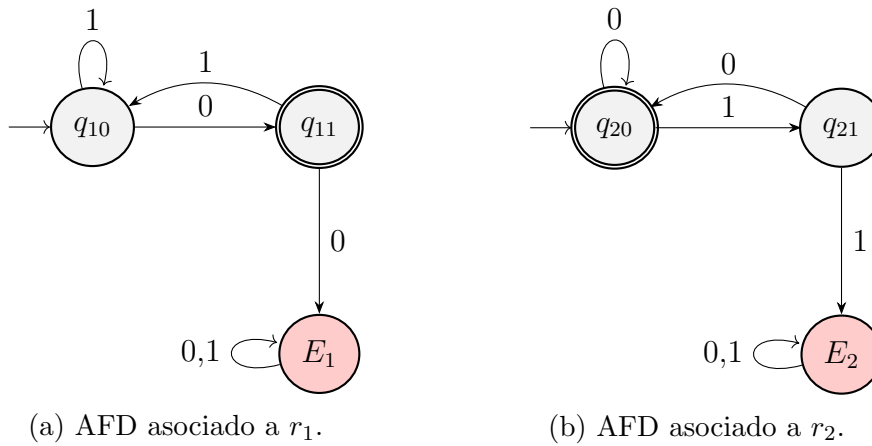 1
0
1
0
0
1
q₁₀
q₁₁
q₂₀
q₂₁
0
1
0,1
E₁
0,1
E₂
(a) AFD asociado a r₁.
(b) AFD asociado a r₂.